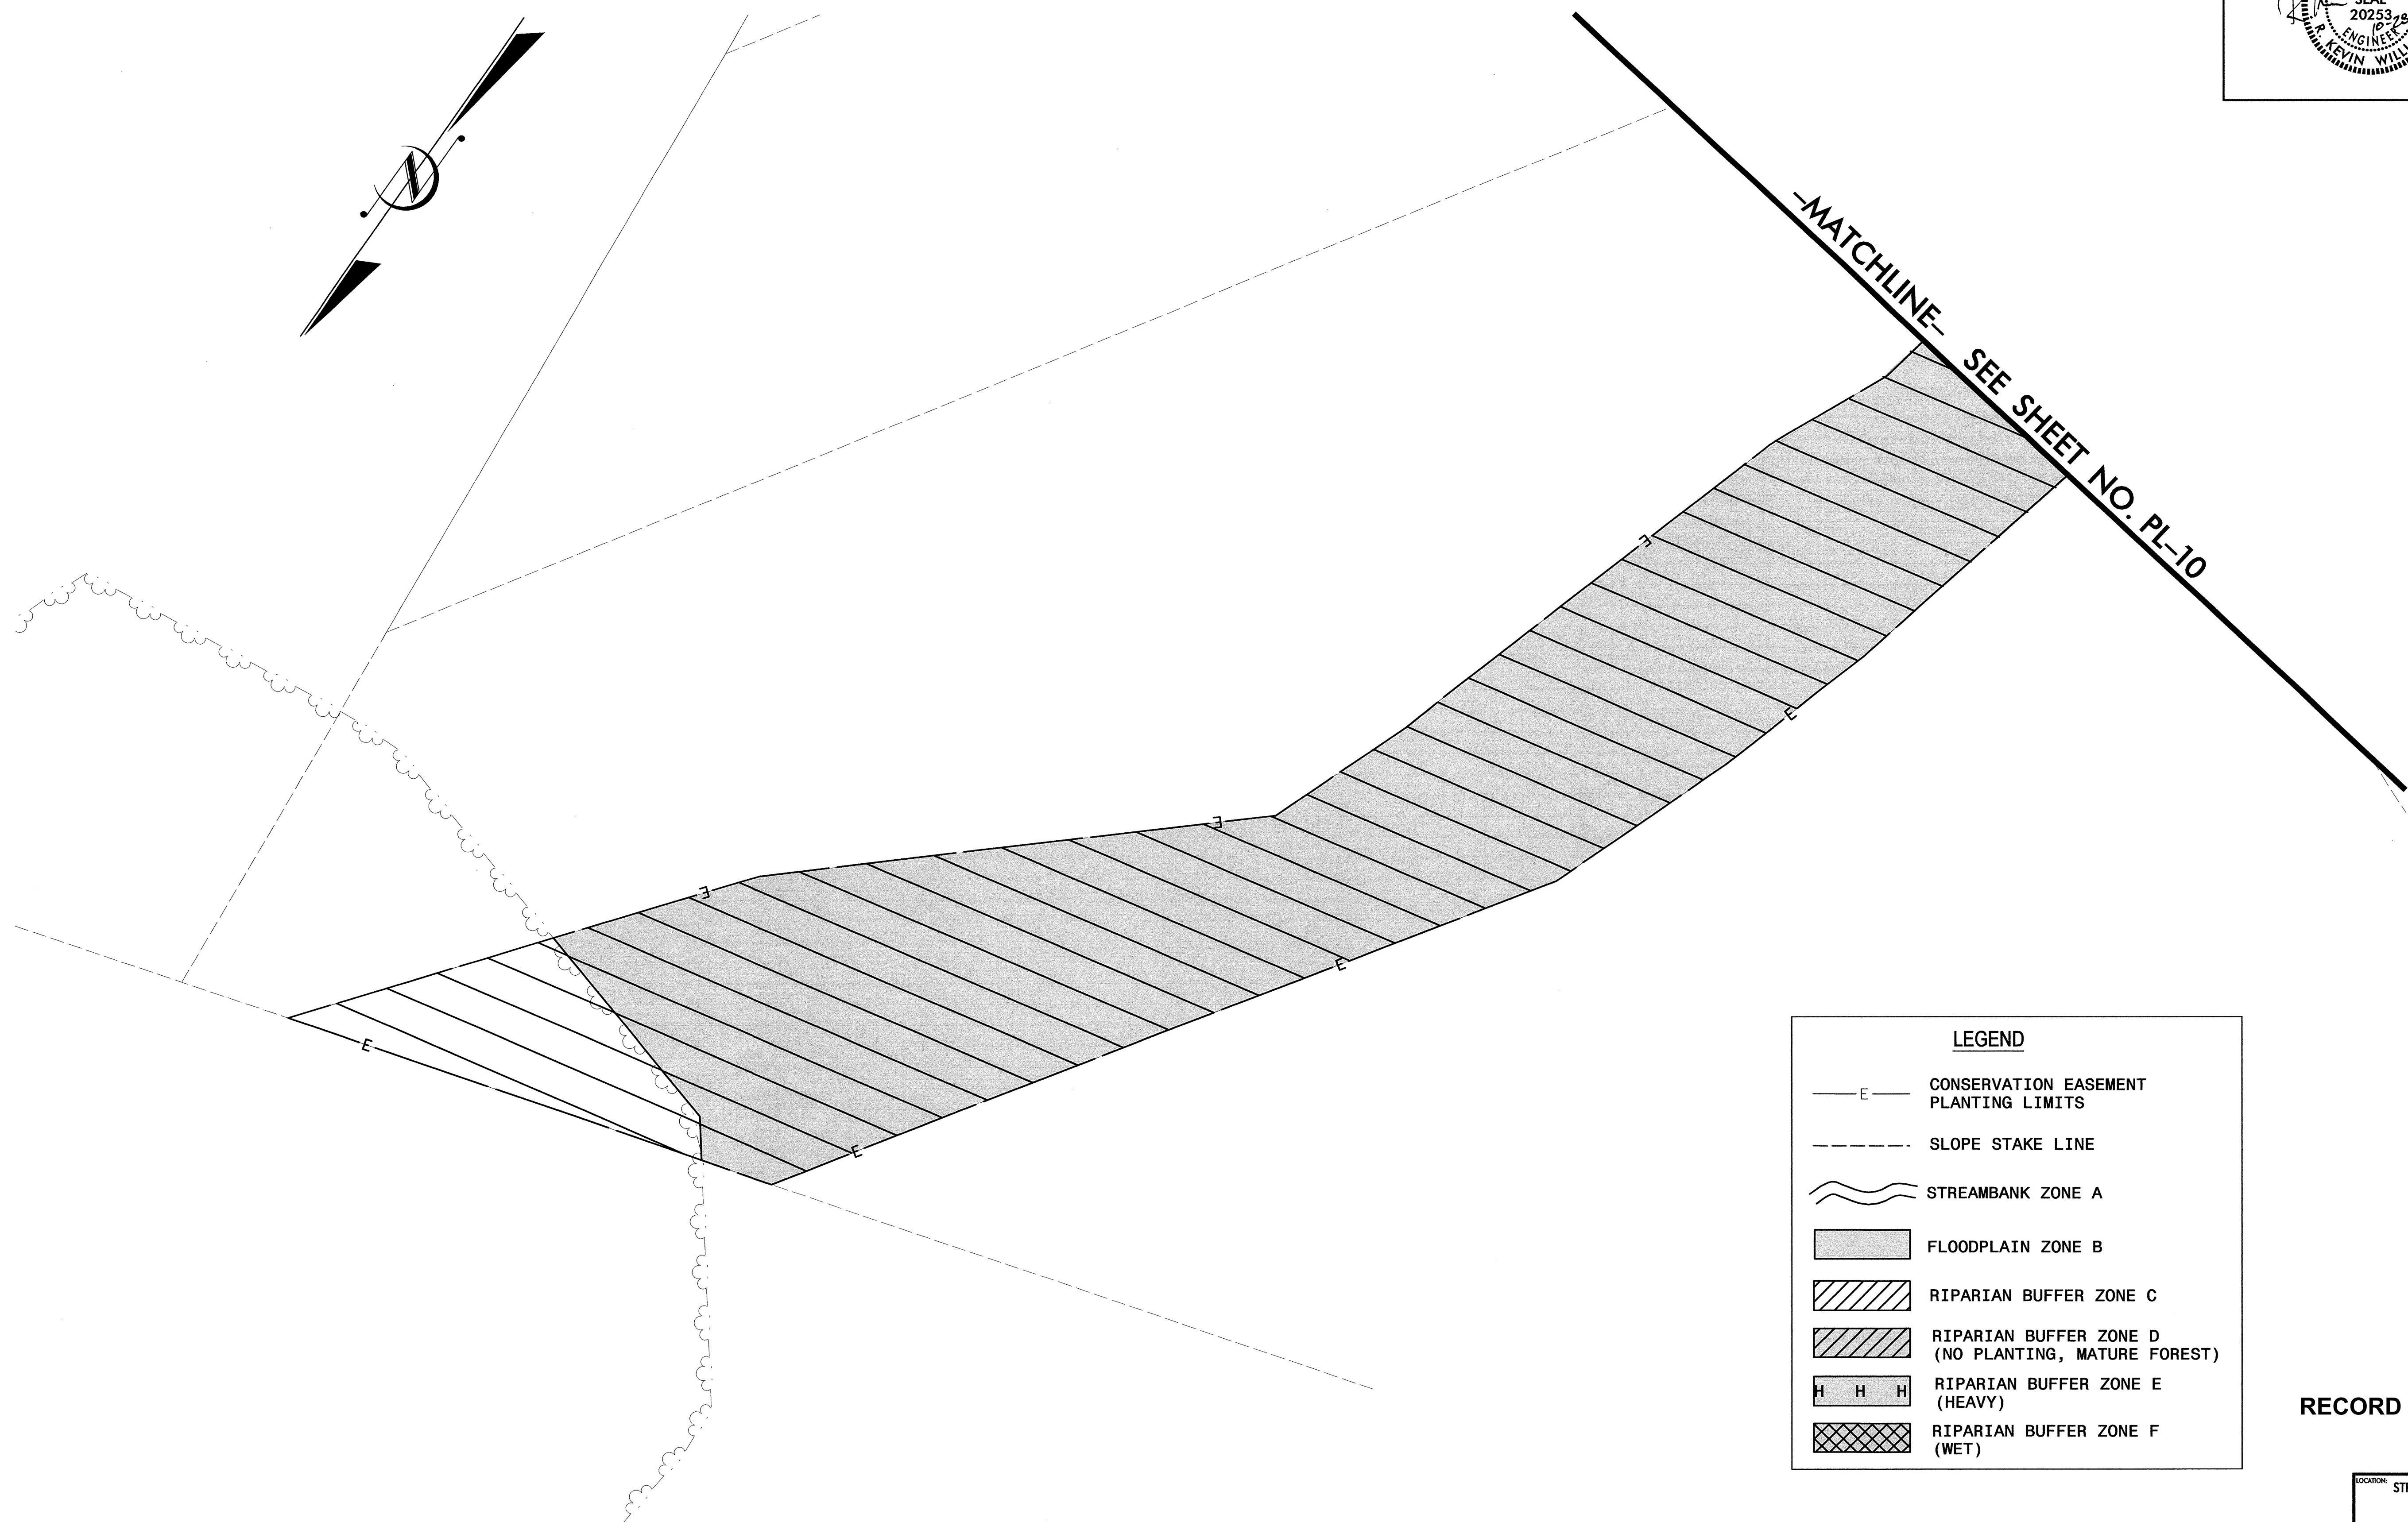 SEAL
20253
ENGINEER
R. KEVIN WILL
N
-MATCHLINE- SEE SHEET NO. PL-10
E
E
E
E
E
E
E
LEGEND
E CONSERVATION EASEMENT
PLANTING LIMITS
SLOPE STAKE LINE
STREAMBANK ZONE A
FLOODPLAIN ZONE B
RIPARIAN BUFFER ZONE C
RIPARIAN BUFFER ZONE D
(NO PLANTING, MATURE FOREST)
H H H RIPARIAN BUFFER ZONE E
(HEAVY)
RIPARIAN BUFFER ZONE F
(WET)
RECORD
LOCATION: